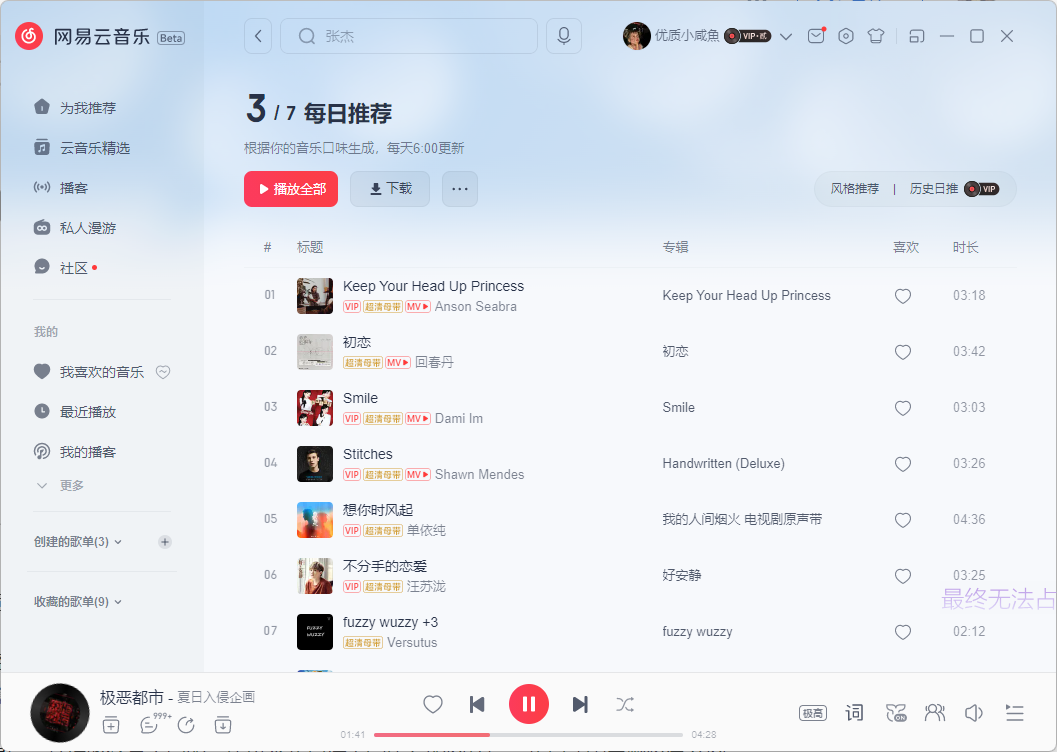 网易云音乐 Beta
张杰
优质小咸鱼 VIP·贰
为我推荐
云音乐精选
播客
私人漫游
社区
我的
我喜欢的音乐
最近播放
我的播客
更多
创建的歌单(3)
收藏的歌单(9)
3 / 7 每日推荐
根据你的音乐口味生成，每天6:00更新
播放全部 下载 ···
风格推荐 | 历史日推 VIP
# 标题 专辑 喜欢 时长
01 Keep Your Head Up Princess Keep Your Head Up Princess 03:18
VIP 超清母带 MV Anson Seabra
02 初恋 初恋 03:42
超清母带 MV 回春丹
03 Smile Smile 03:03
VIP 超清母带 MV Dami Im
04 Stitches Handwritten (Deluxe) 03:26
VIP 超清母带 MV Shawn Mendes
05 想你时风起 我的人间烟火 电视剧原声带 04:36
VIP 超清母带 单依纯
06 不分手的恋爱 好安静 03:25
VIP 超清母带 汪苏泷
最终无法占
07 fuzzy wuzzy +3 fuzzy wuzzy 02:12
超清母带 Versutus
FUZZY
WUZZY
极恶都市 - 夏日入侵企画
999+
01:41 04:28
极高 词 ON